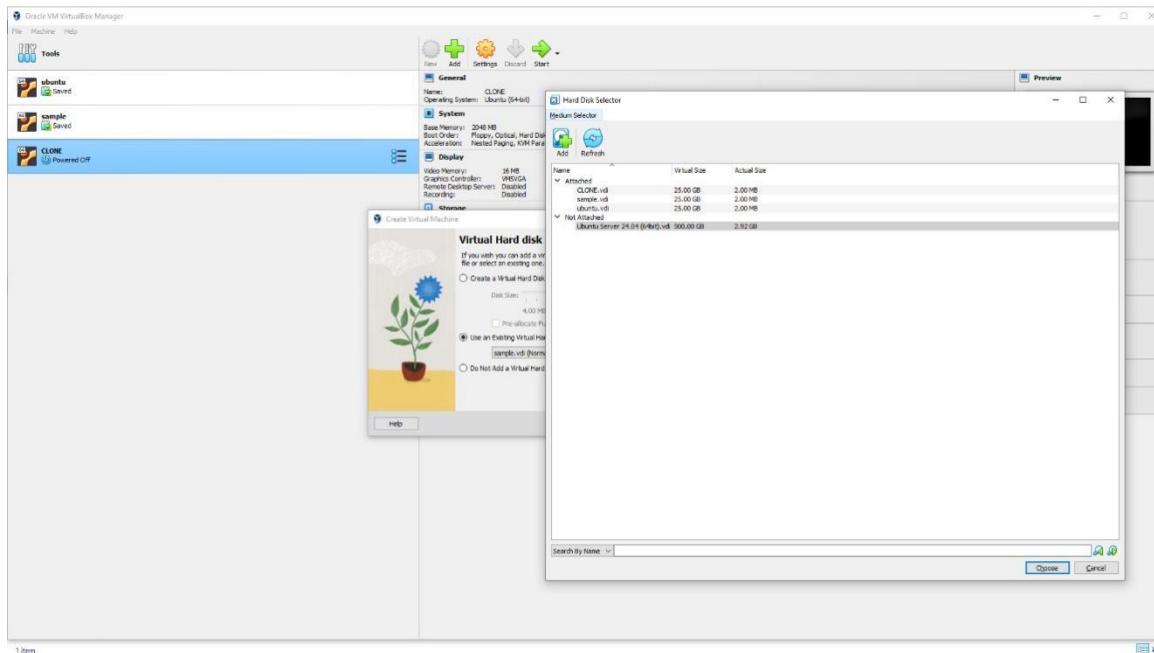 Oracle VM VirtualBox Manager
File Machine Help
Tools
New Add Settings Discard Start
ubuntu
Saved
sample
Saved
CLONE
Powered Off
General
Name: CLONE
Operating System: Ubuntu (64-bit)
System
Base Memory: 2048 MB
Boot Order: Floppy, Optical, Hard Disk
Acceleration: Nested Paging, KVM Para
Display
Video Memory: 16 MB
Graphics Controller: VMSVGA
Remote Desktop Server: Disabled
Recording: Disabled
Storage
Preview
Create Virtual Machine
Virtual Hard disk
If you wish you can add a vir
file or select an existing one.
Create a Virtual Hard Disk
Disk Size:
4.00 MB
Pre-allocate Fu
Use an Existing Virtual Ha
sample.vdi (Norma
Do Not Add a Virtual Hard
Help
Hard Disk Selector
Medium Selector
Add Refresh
Name Virtual Size Actual Size
Attached
CLONE.vdi 25.00 GB 2.00 MB
sample.vdi 25.00 GB 2.00 MB
ubuntu.vdi 25.00 GB 2.00 MB
Not Attached
Ubuntu Server 24.04 (64bit).vdi 500.00 GB 2.92 GB
Search By Name
Choose Cancel
1 item